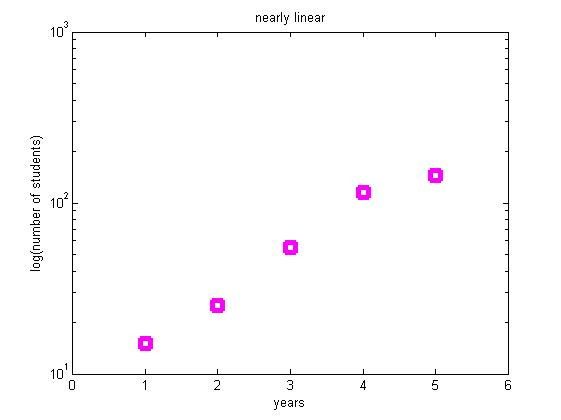 nearly linear
10^3
log(number of students)
10^2
10^1
0 1 2 3 4 5 6
years